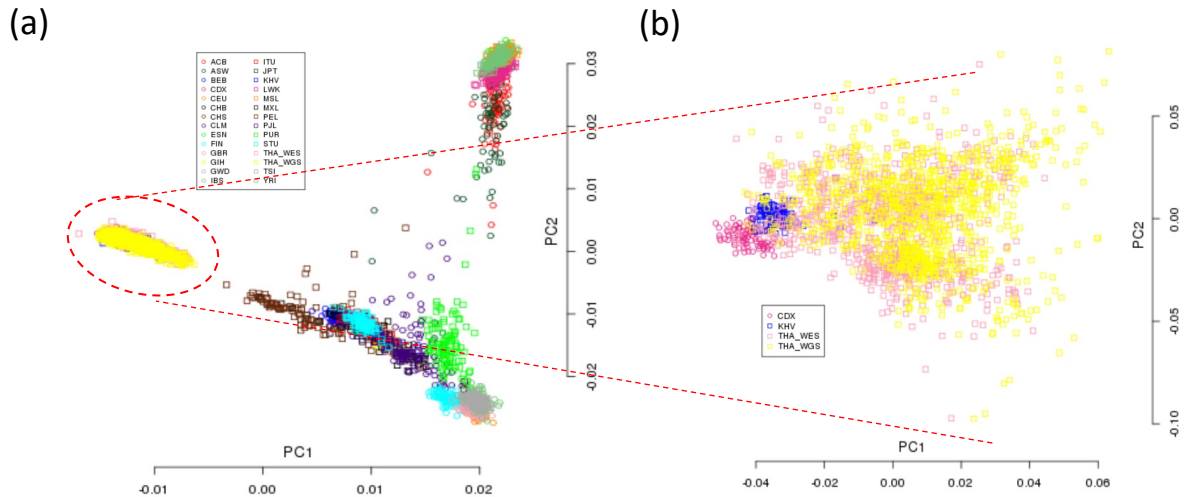 (a)
ACB ITU
ASW JPT
BEB KHV
CDX LWK
CEU MSL
CHB MXL
CHS PEL
CLM PJL
ESN PUR
FIN STU
GBR THA_WES
GIH THA_WGS
GWD TSI
IBS YRI
0.03
0.02
0.01
0.00
-0.01
-0.02
PC2
PC1
-0.01 0.00 0.01 0.02
(b)
CDX
KHV
THA_WES
THA_WGS
0.05
0.00
-0.05
-0.10
PC2
PC1
-0.04 -0.02 0.00 0.02 0.04 0.06